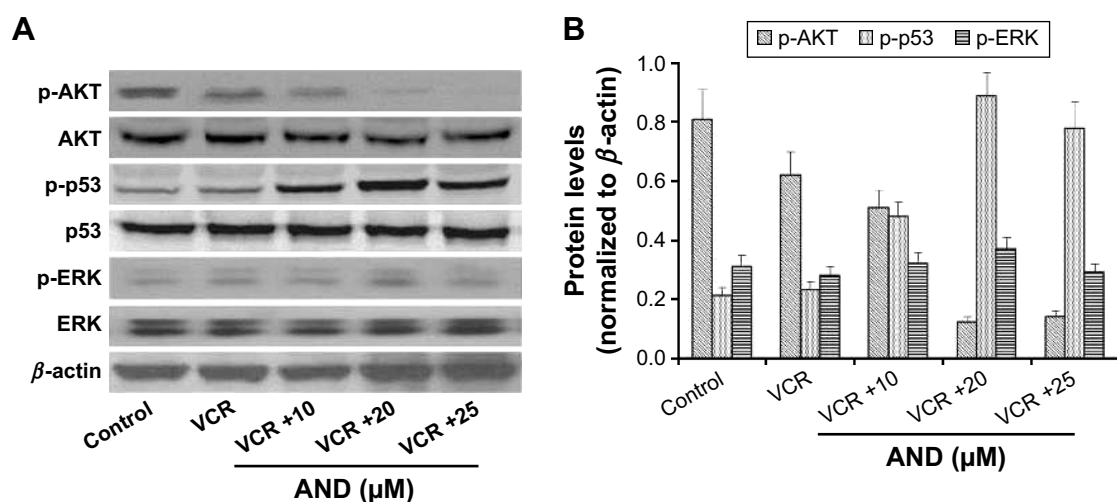 A
p-AKT
AKT
p-p53
p53
p-ERK
ERK
β-actin
Control
VCR
VCR +10
VCR +20
VCR +25
AND (µM)
B
p-AKT p-p53 p-ERK
Protein levels
(normalized to β-actin)
1.0
0.8
0.6
0.4
0.2
0.0
Control
VCR
VCR +10
VCR +20
VCR +25
AND (µM)